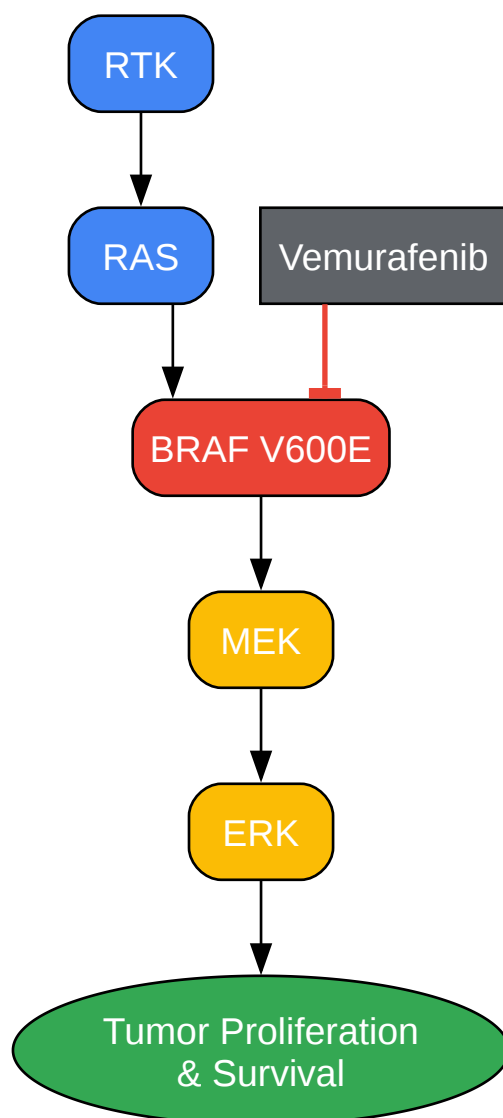 RTK
RAS
Vemurafenib
BRAF V600E
MEK
ERK
Tumor Proliferation
& Survival